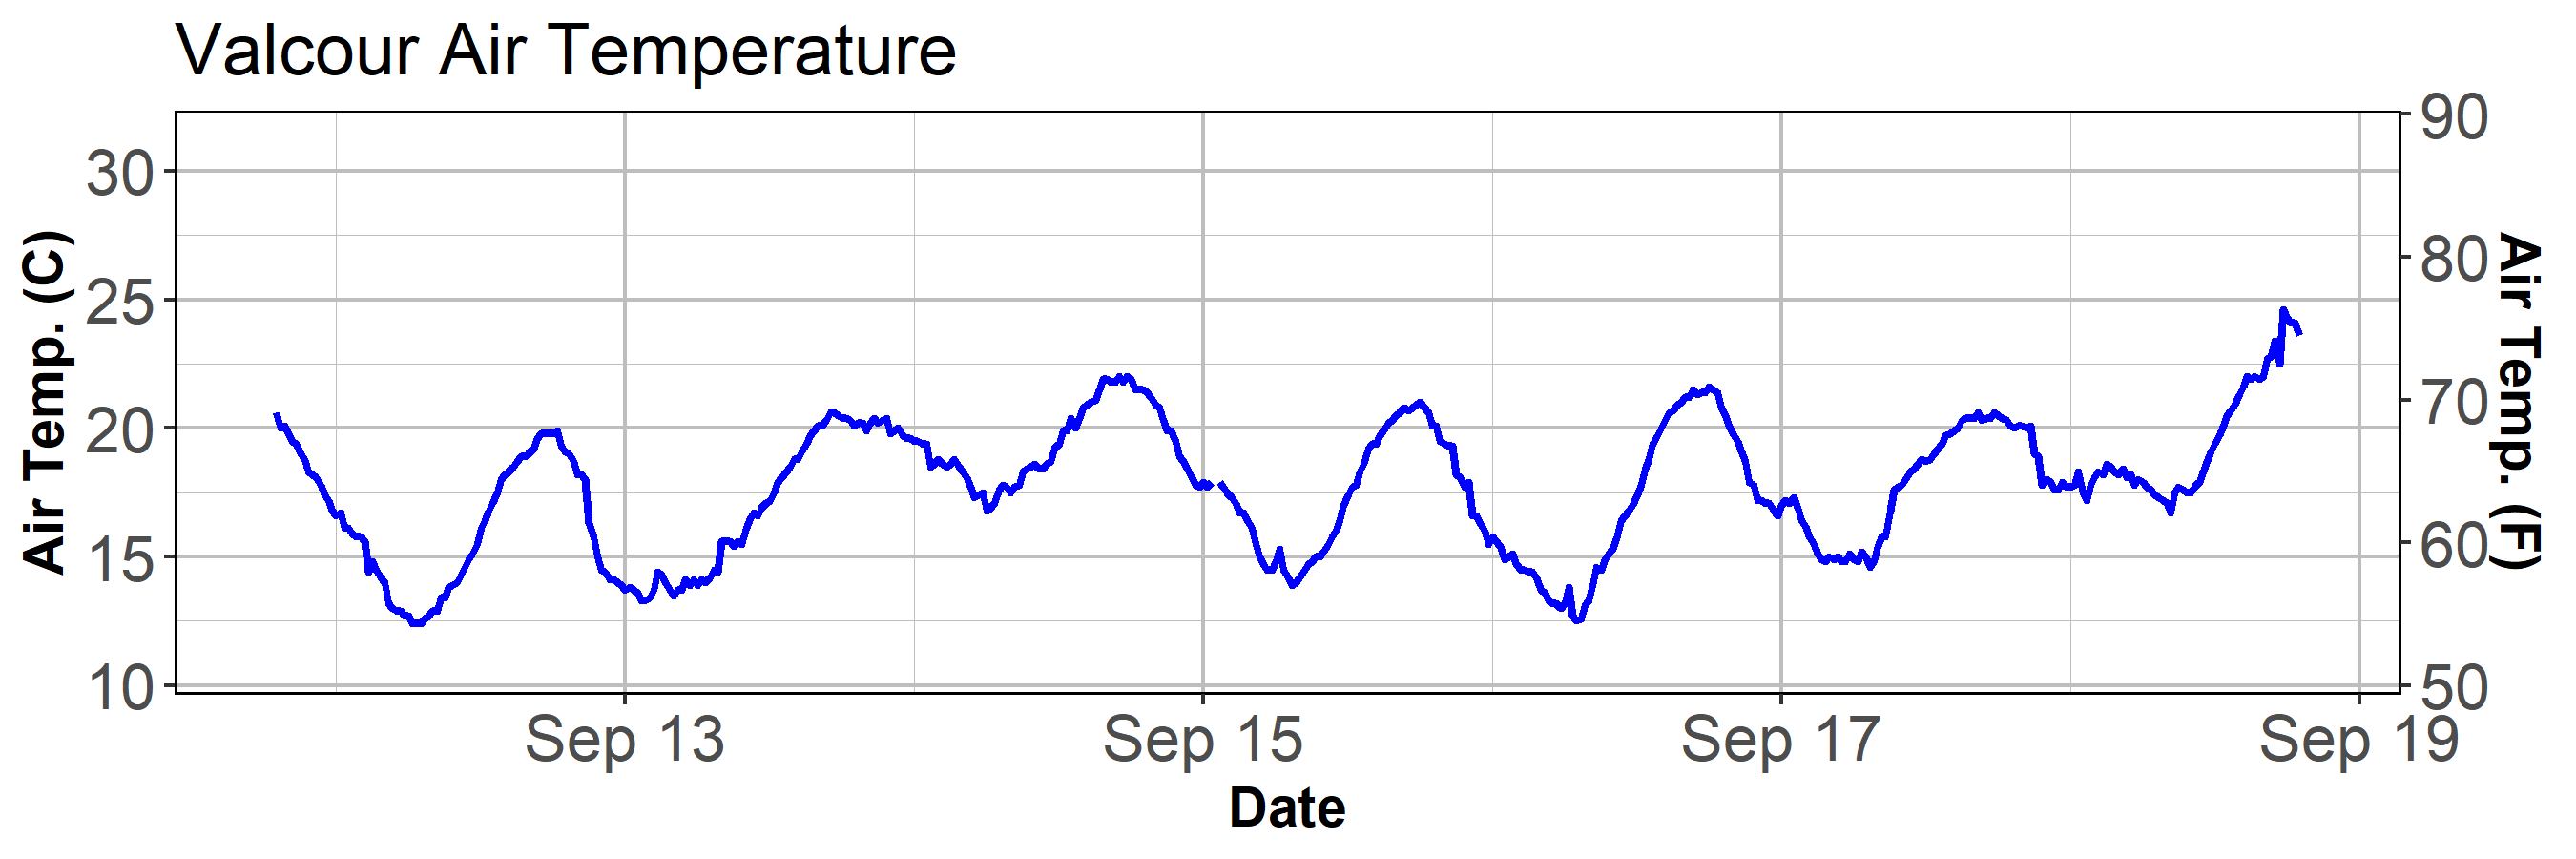 Valcour Air Temperature
Air Temp. (C)
30
25
20
15
10
90
80
70
60
50
Air Temp. (F)
Sep 13
Sep 15
Sep 17
Sep 19
Date